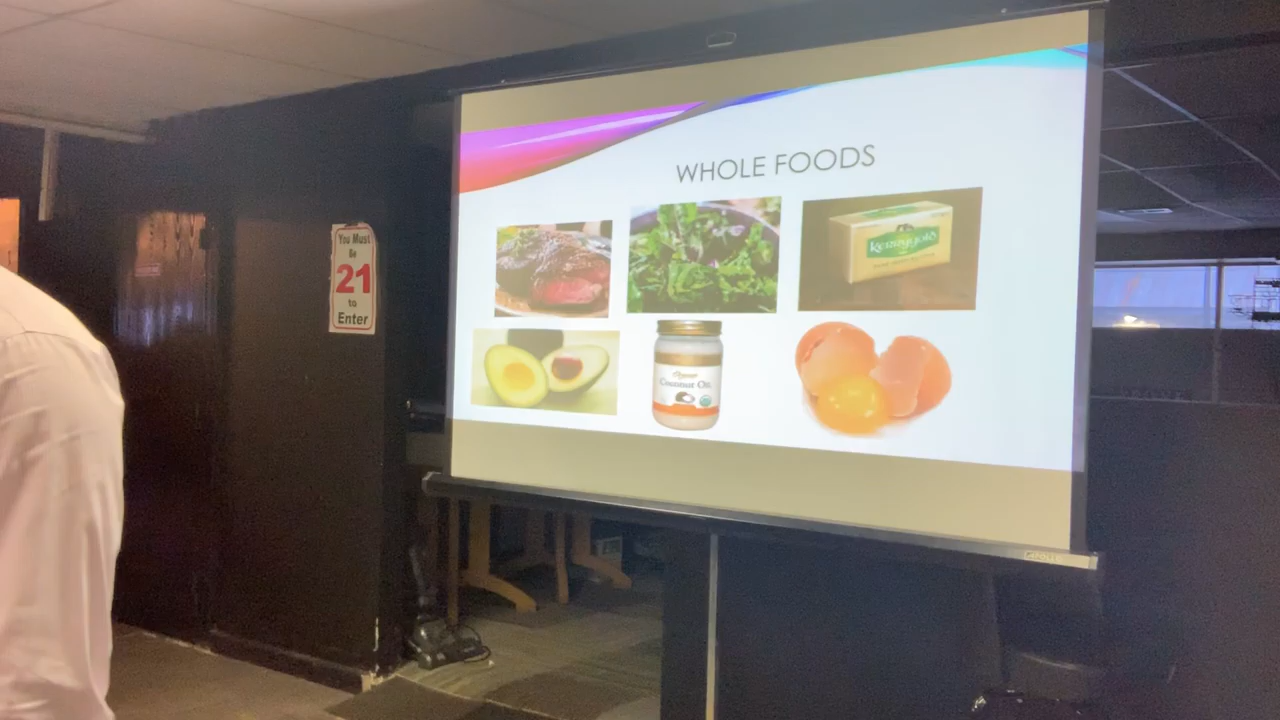 WHOLE FOODS
You Must
Be
21
to
Enter
Kerrygold
Coconut Oil